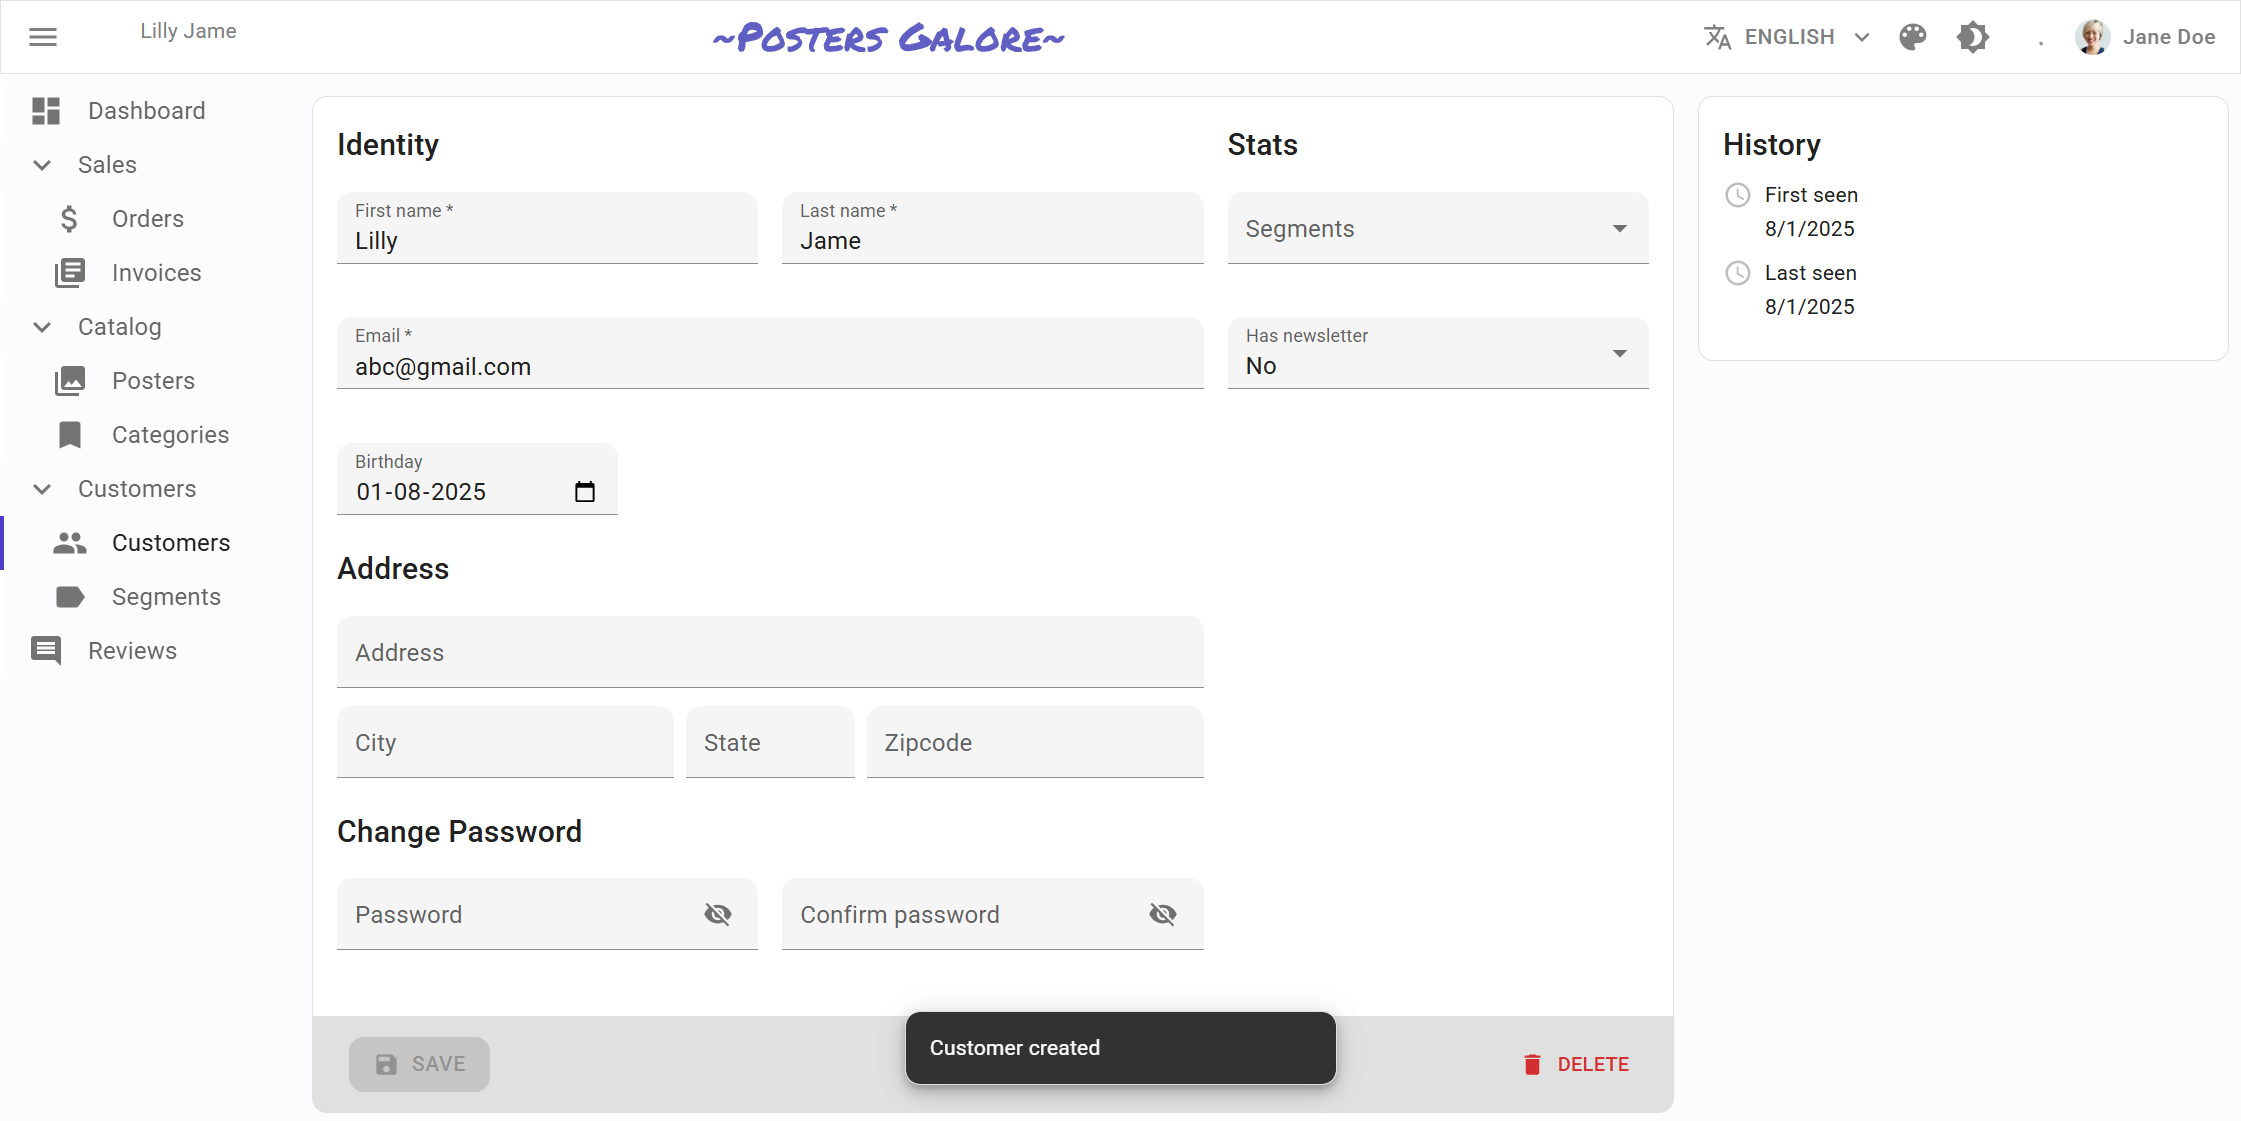 Lilly Jame
~Posters Galore~
ENGLISH
Jane Doe
Dashboard
Sales
Orders
Invoices
Catalog
Posters
Categories
Customers
Customers
Segments
Reviews
Identity
First name *
Lilly
Last name *
Jame
Email *
abc@gmail.com
Birthday
01-08-2025
Stats
Segments
Has newsletter
No
Address
Address
City
State
Zipcode
Change Password
Password
Confirm password
SAVE
Customer created
DELETE
History
First seen
8/1/2025
Last seen
8/1/2025